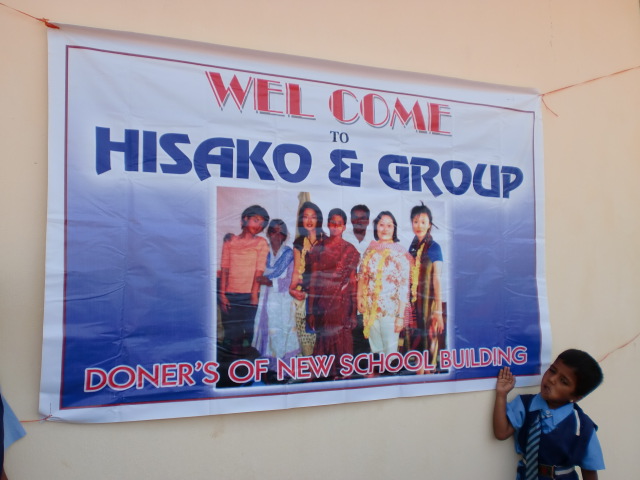 WEL COME
TO
HISAKO & GROUP
DONER'S OF NEW SCHOOL BUILDING